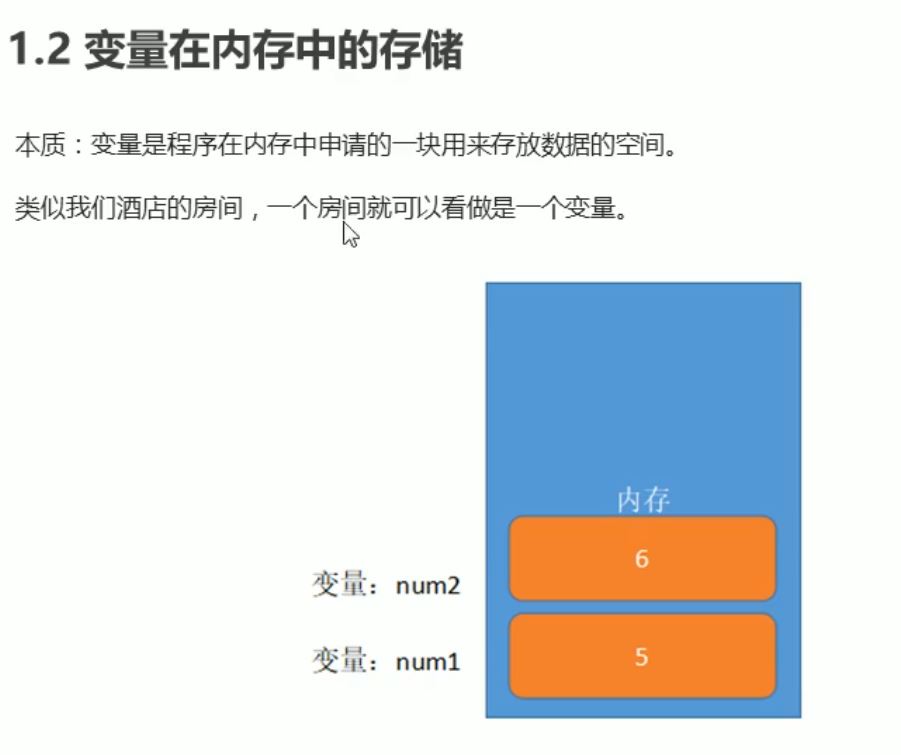 1.2 变量在内存中的存储
本质：变量是程序在内存中申请的一块用来存放数据的空间。
类似我们酒店的房间，一个房间就可以看做是一个变量。
内存
6
变量：num2
5
变量：num1